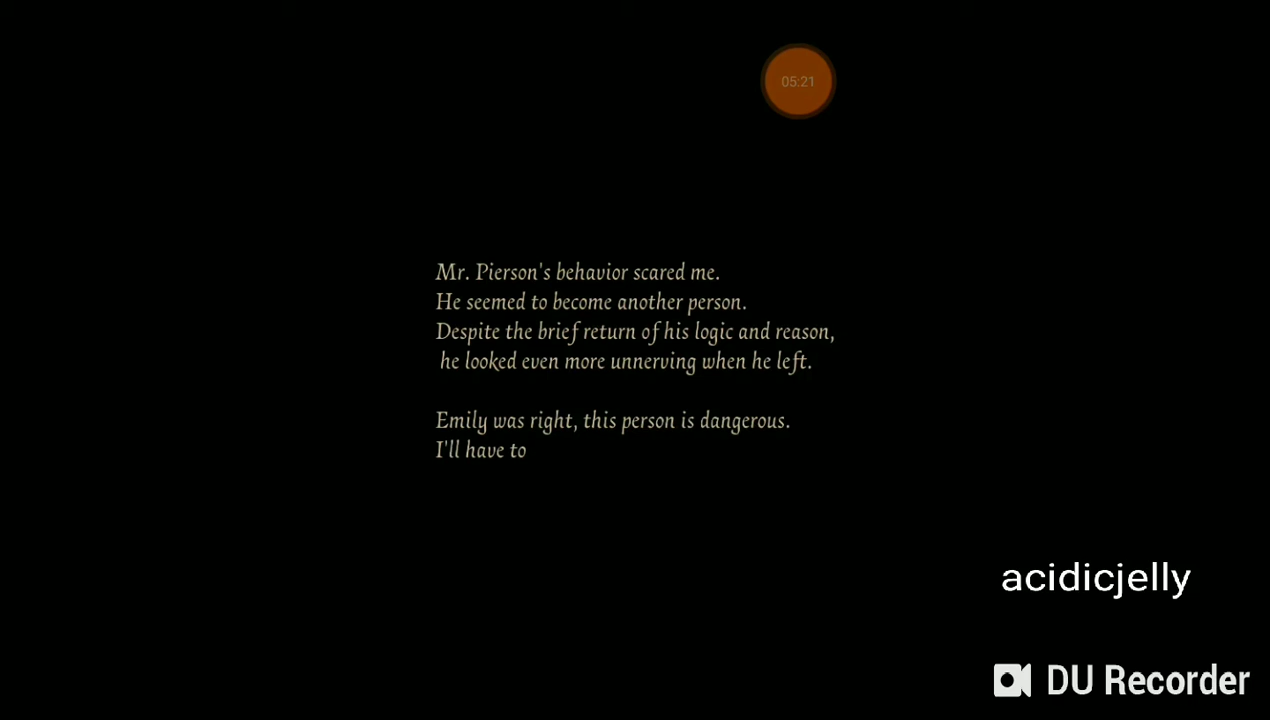 05:21
Mr. Pierson's behavior scared me.
He seemed to become another person.
Despite the brief return of his logic and reason,
he looked even more unnerving when he left.
Emily was right, this person is dangerous.
I'll have to
acidicjelly
DU Recorder